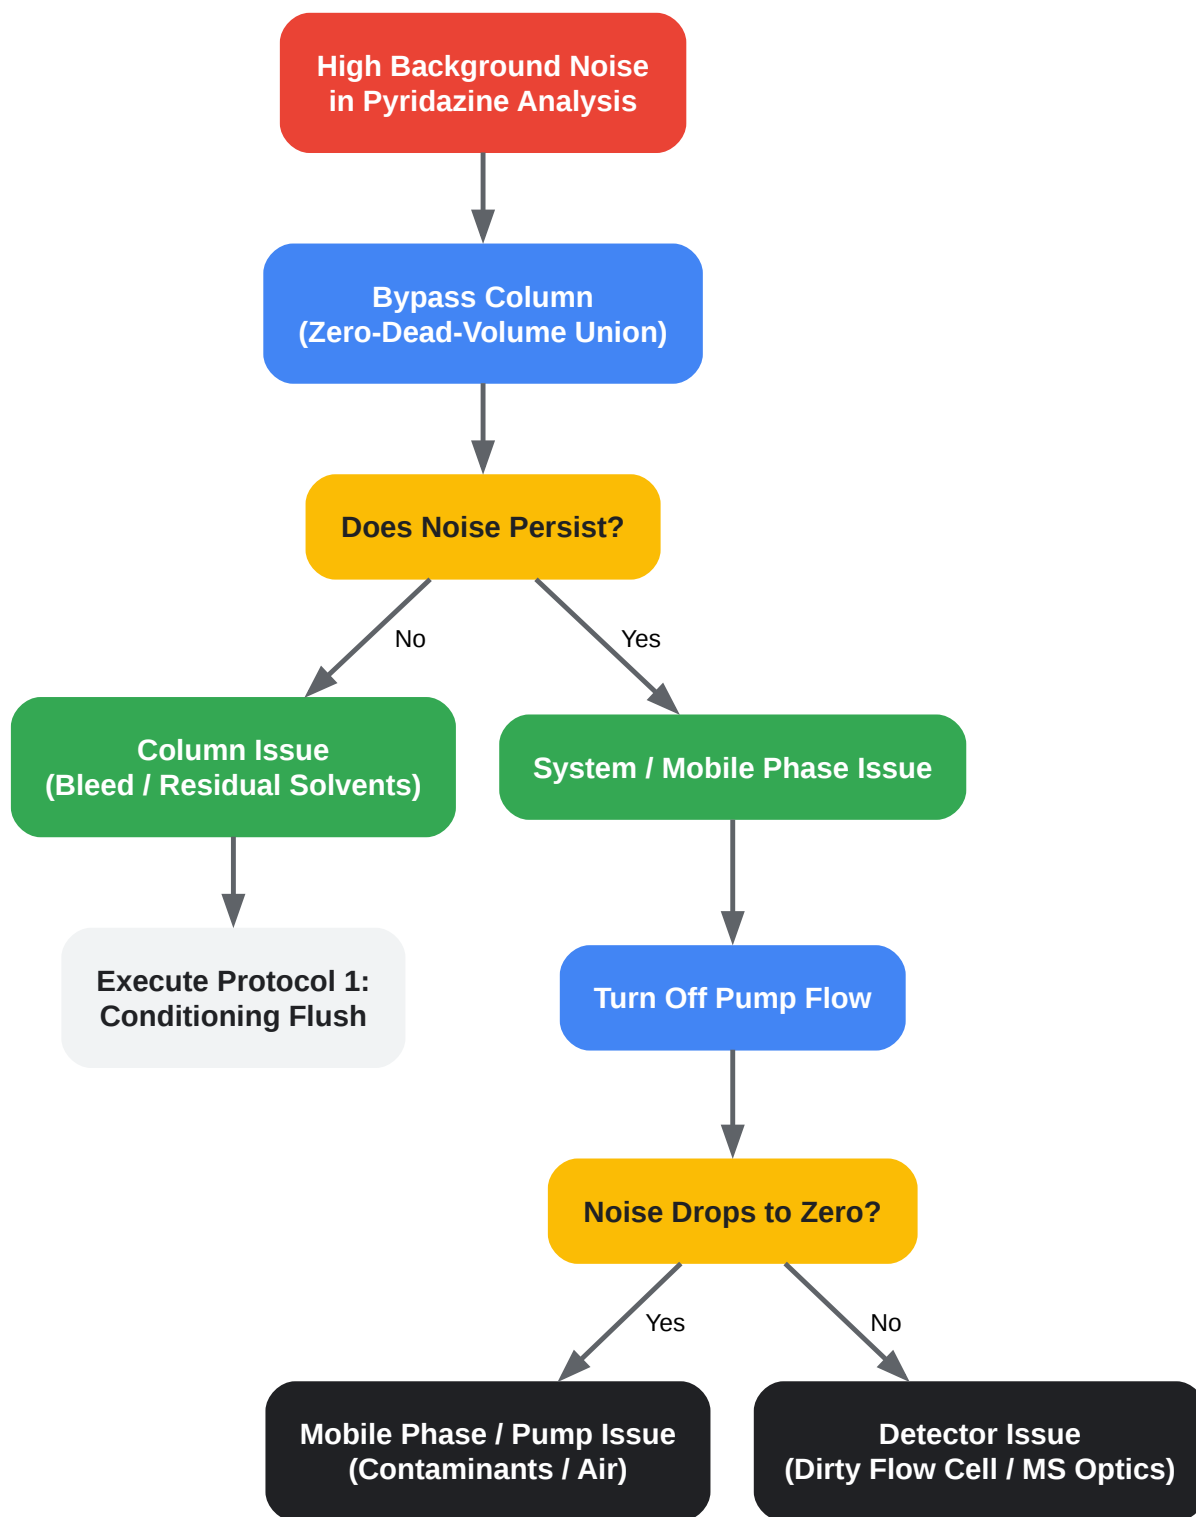 High Background Noise
in Pyridazine Analysis
Bypass Column
(Zero-Dead-Volume Union)
Does Noise Persist?
No
Yes
Column Issue
(Bleed / Residual Solvents)
System / Mobile Phase Issue
Execute Protocol 1:
Conditioning Flush
Turn Off Pump Flow
Noise Drops to Zero?
Yes
No
Mobile Phase / Pump Issue
(Contaminants / Air)
Detector Issue
(Dirty Flow Cell / MS Optics)